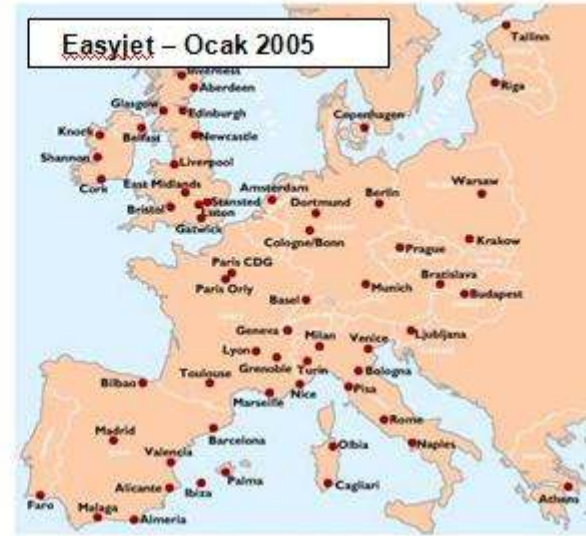 Easyjet – Ocak 2005
Tallinn
Inverness
Aberdeen
Riga
Glasgow
Edinburgh
Copenhagen
Knock
Belfast
Newcastle
Shannon
Liverpool
Cork
East Midlands
Amsterdam
Berlin
Warsaw
Bristol
Stansted
Luton
Dortmund
Gatwick
Cologne/Bonn
Prague
Krakow
Paris CDG
Paris Orly
Munich
Bratislava
Budapest
Basel
Geneva
Milan
Venice
Ljubljana
Lyon
Grenoble
Turin
Bologna
Bilbao
Toulouse
Marseille
Nice
Pisa
Madrid
Barcelona
Rome
Valencia
Olbia
Naples
Alicante
Ibiza
Palma
Cagliari
Faro
Malaga
Almeria
Athens